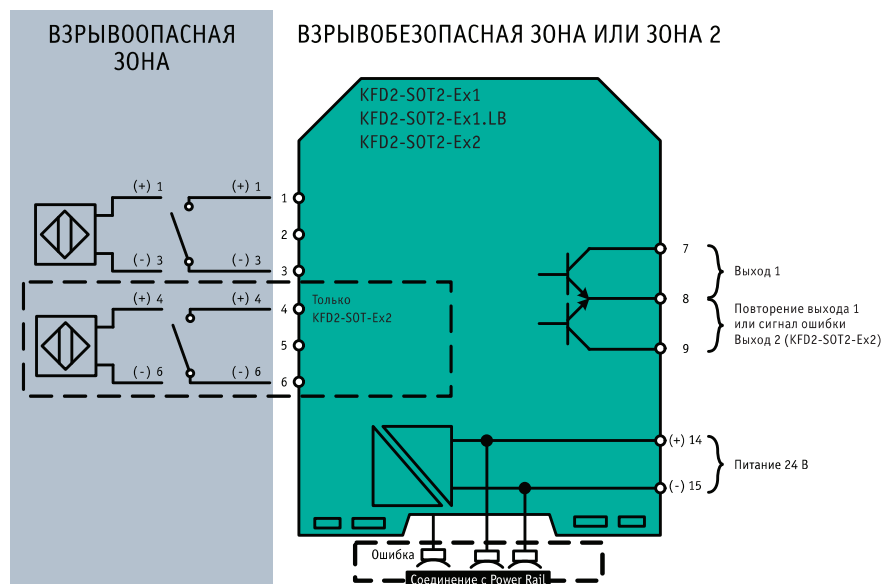 ВЗРЫВООПАСНАЯ
ЗОНА
ВЗРЫВОБЕЗОПАСНАЯ ЗОНА ИЛИ ЗОНА 2
KFD2-SOT2-Ex1
KFD2-SOT2-Ex1.LB
KFD2-SOT2-Ex2
(+) 1
(+) 1
1
2
(-) 3
(-) 3
3
7
Выход 1
8
Повторение выхода 1
или сигнал ошибки
Выход 2 (KFD2-SOT2-Ex2)
9
(+) 4
(+) 4
4
Только
KFD2-SOT-Ex2
5
(-) 6
(-) 6
6
(+) 14
Питание 24 В
(-) 15
Ошибка
Соединение с Power Rail